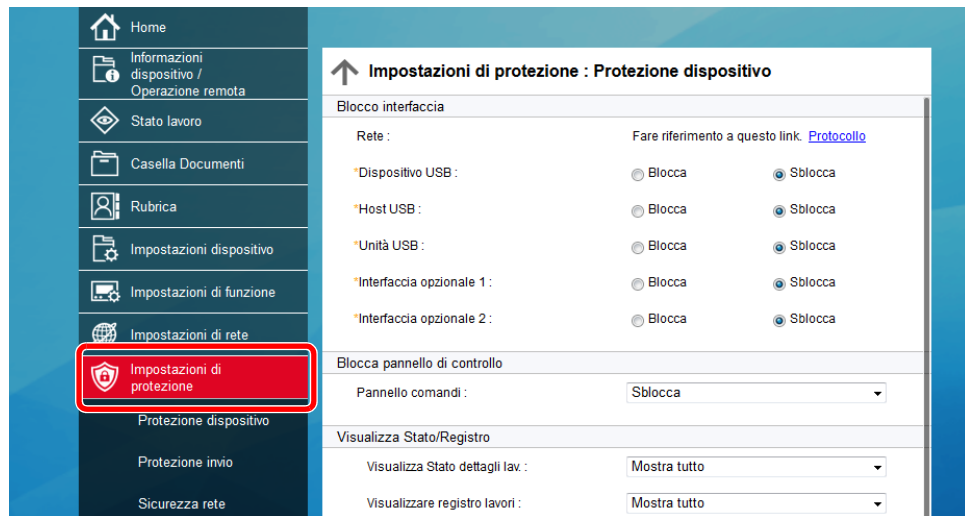 Home
Informazioni
dispositivo /
Operazione remota
Stato lavoro
Casella Documenti
Rubrica
Impostazioni dispositivo
Impostazioni di funzione
Impostazioni di rete
Impostazioni di
protezione
Protezione dispositivo
Protezione invio
Sicurezza rete
Impostazioni di protezione : Protezione dispositivo
Blocco interfaccia
Rete : Fare riferimento a questo link. Protocollo
*Dispositivo USB : Blocca Sblocca
*Host USB : Blocca Sblocca
*Unità USB : Blocca Sblocca
*Interfaccia opzionale 1 : Blocca Sblocca
*Interfaccia opzionale 2 : Blocca Sblocca
Blocca pannello di controllo
Pannello comandi : Sblocca
Visualizza Stato/Registro
Visualizza Stato dettagli lav. : Mostra tutto
Visualizzare registro lavori : Mostra tutto